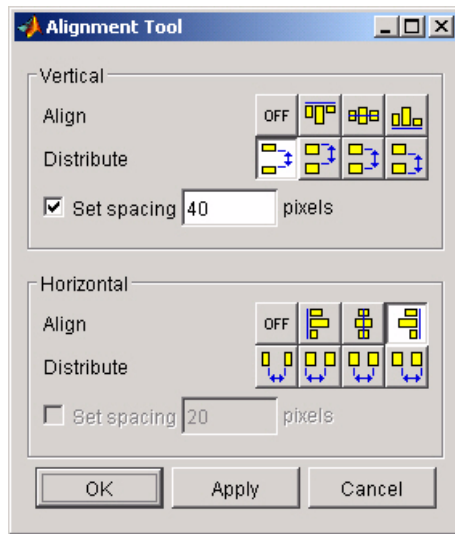 Alignment Tool
Vertical
Align OFF
Distribute
Set spacing 40 pixels
Horizontal
Align OFF
Distribute
Set spacing 20 pixels
OK Apply Cancel